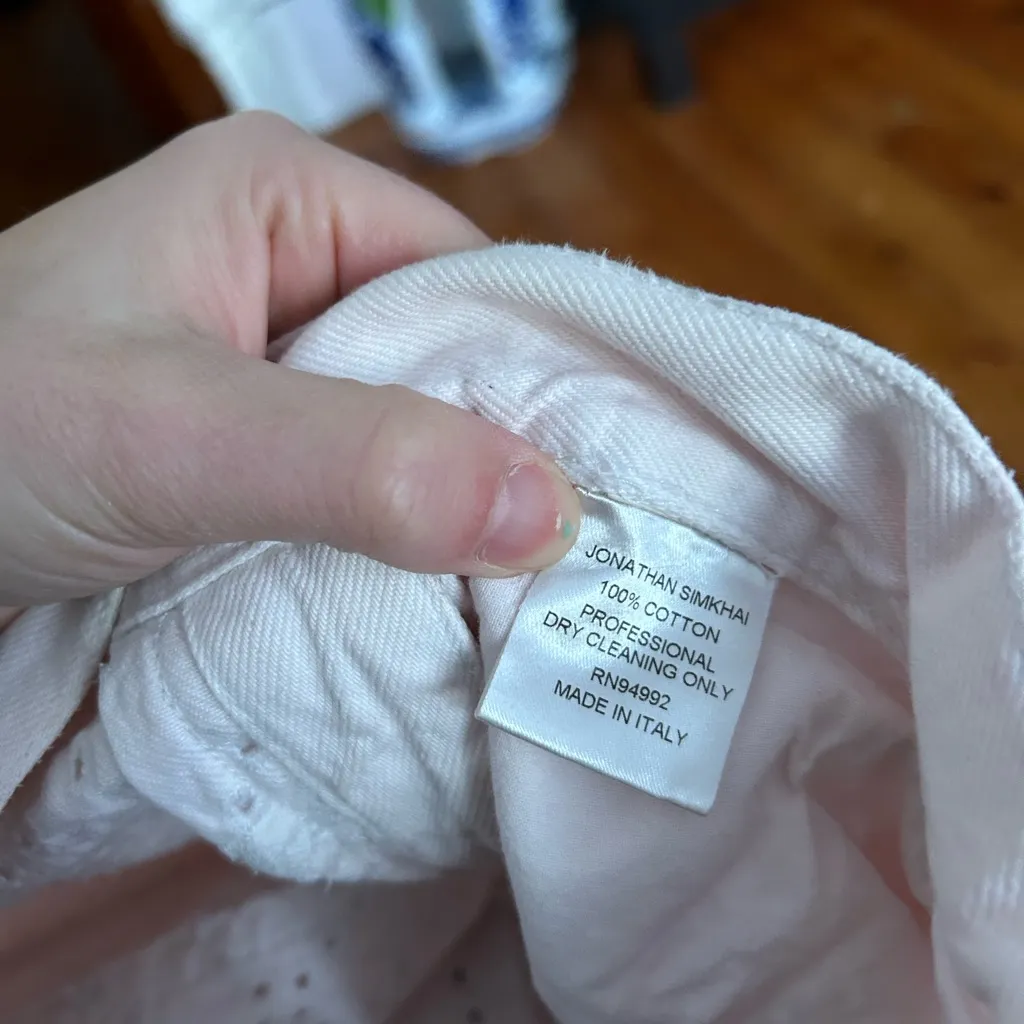 JONATHAN SIMKHAI
100% COTTON
PROFESSIONAL
DRY CLEANING ONLY
RN94992
MADE IN ITALY